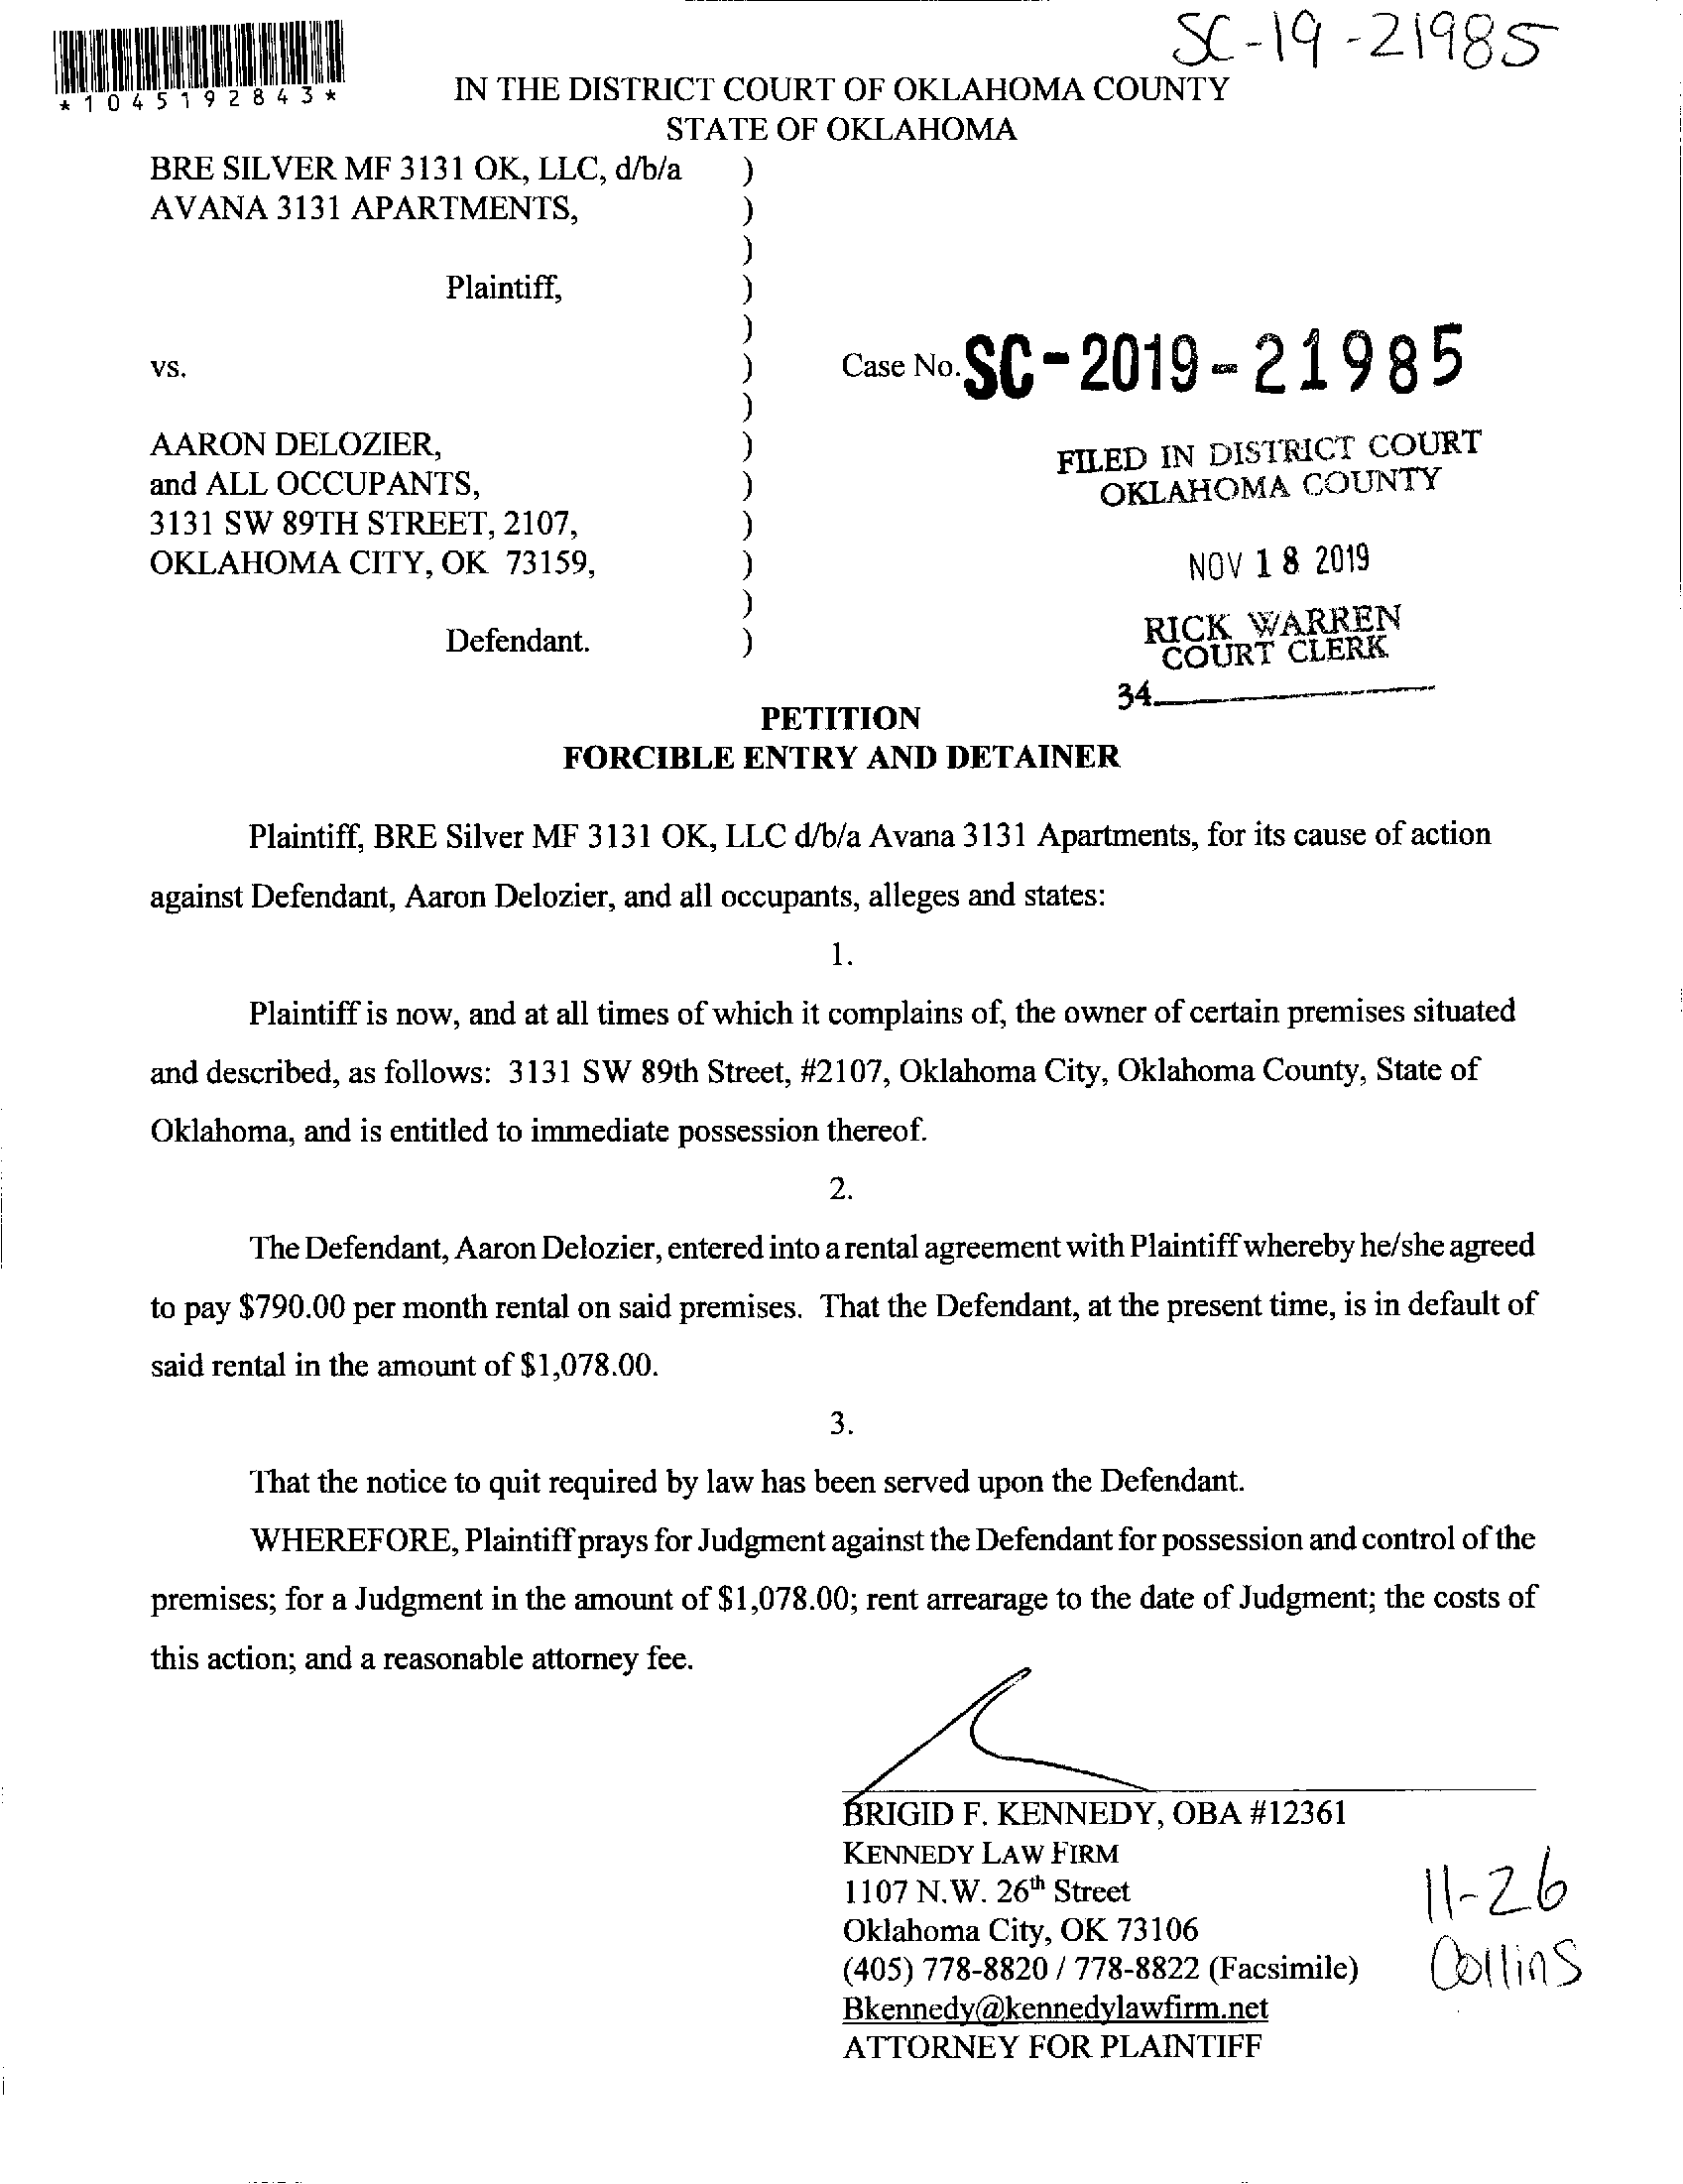 SC-19-21985
*1045192843*
IN THE DISTRICT COURT OF OKLAHOMA COUNTY
STATE OF OKLAHOMA
BRE SILVER MF 3131 OK, LLC, d/b/a )
AVANA 3131 APARTMENTS, )
)
Plaintiff, )
)
vs. ) Case No. SC-2019-21985
)
AARON DELOZIER, )
and ALL OCCUPANTS, )
3131 SW 89TH STREET, 2107, )
OKLAHOMA CITY, OK 73159, )
)
Defendant. )
FILED IN DISTRICT COURT
OKLAHOMA COUNTY
NOV 18 2019
RICK WARREN
COURT CLERK
34
PETITION
FORCIBLE ENTRY AND DETAINER
Plaintiff, BRE Silver MF 3131 OK, LLC d/b/a Avana 3131 Apartments, for its cause of action
against Defendant, Aaron Delozier, and all occupants, alleges and states:
1.
Plaintiff is now, and at all times of which it complains of, the owner of certain premises situated
and described, as follows: 3131 SW 89th Street, #2107, Oklahoma City, Oklahoma County, State of
Oklahoma, and is entitled to immediate possession thereof.
2.
The Defendant, Aaron Delozier, entered into a rental agreement with Plaintiff whereby he/she agreed
to pay $790.00 per month rental on said premises. That the Defendant, at the present time, is in default of
said rental in the amount of $1,078.00.
3.
That the notice to quit required by law has been served upon the Defendant.
WHEREFORE, Plaintiff prays for Judgment against the Defendant for possession and control of the
premises; for a Judgment in the amount of $1,078.00; rent arrearage to the date of Judgment; the costs of
this action; and a reasonable attorney fee.
BRIGID F. KENNEDY, OBA #12361
KENNEDY LAW FIRM
1107 N.W. 26th Street
Oklahoma City, OK 73106
(405) 778-8820 / 778-8822 (Facsimile)
Bkennedy@kennedylawfirm.net
ATTORNEY FOR PLAINTIFF
11-26
Collins